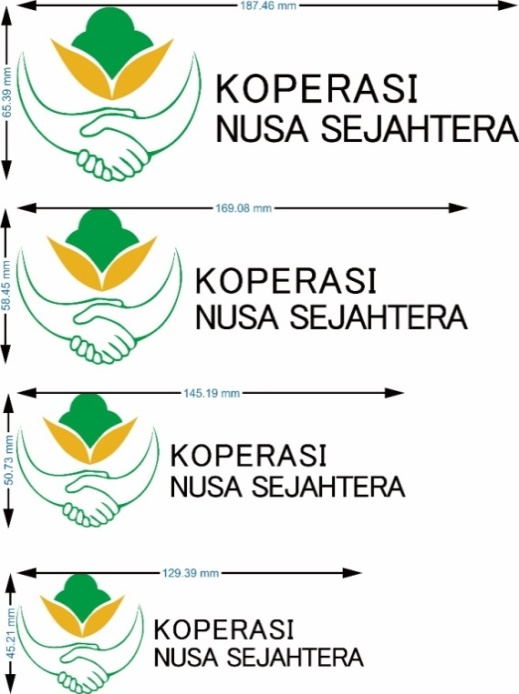 187.46 mm
65.39 mm
KOPERASI
NUSA SEJAHTERA
169.08 mm
58.45 mm
KOPERASI
NUSA SEJAHTERA
145.19 mm
50.73 mm
KOPERASI
NUSA SEJAHTERA
129.39 mm
45.21 mm
KOPERASI
NUSA SEJAHTERA